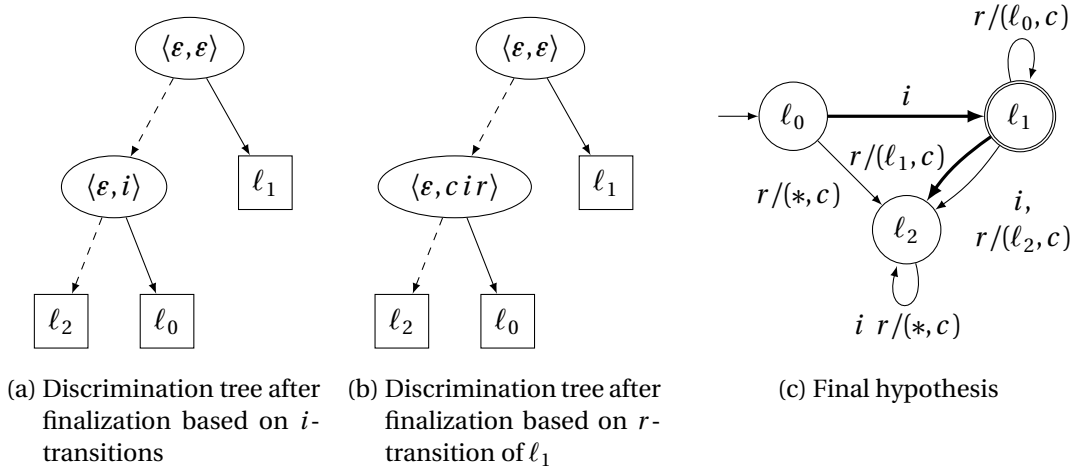 ⟨ε, ε⟩
⟨ε, i⟩
ℓ1
ℓ2
ℓ0
(a) Discrimination tree after
finalization based on i-
transitions
⟨ε, ε⟩
⟨ε, c i r⟩
ℓ1
ℓ2
ℓ0
(b) Discrimination tree after
finalization based on r-
transition of ℓ1
r/(ℓ0, c)
ℓ0
i
ℓ1
r/(ℓ1, c)
r/(∗, c)
i,
r/(ℓ2, c)
ℓ2
i r/(∗, c)
(c) Final hypothesis